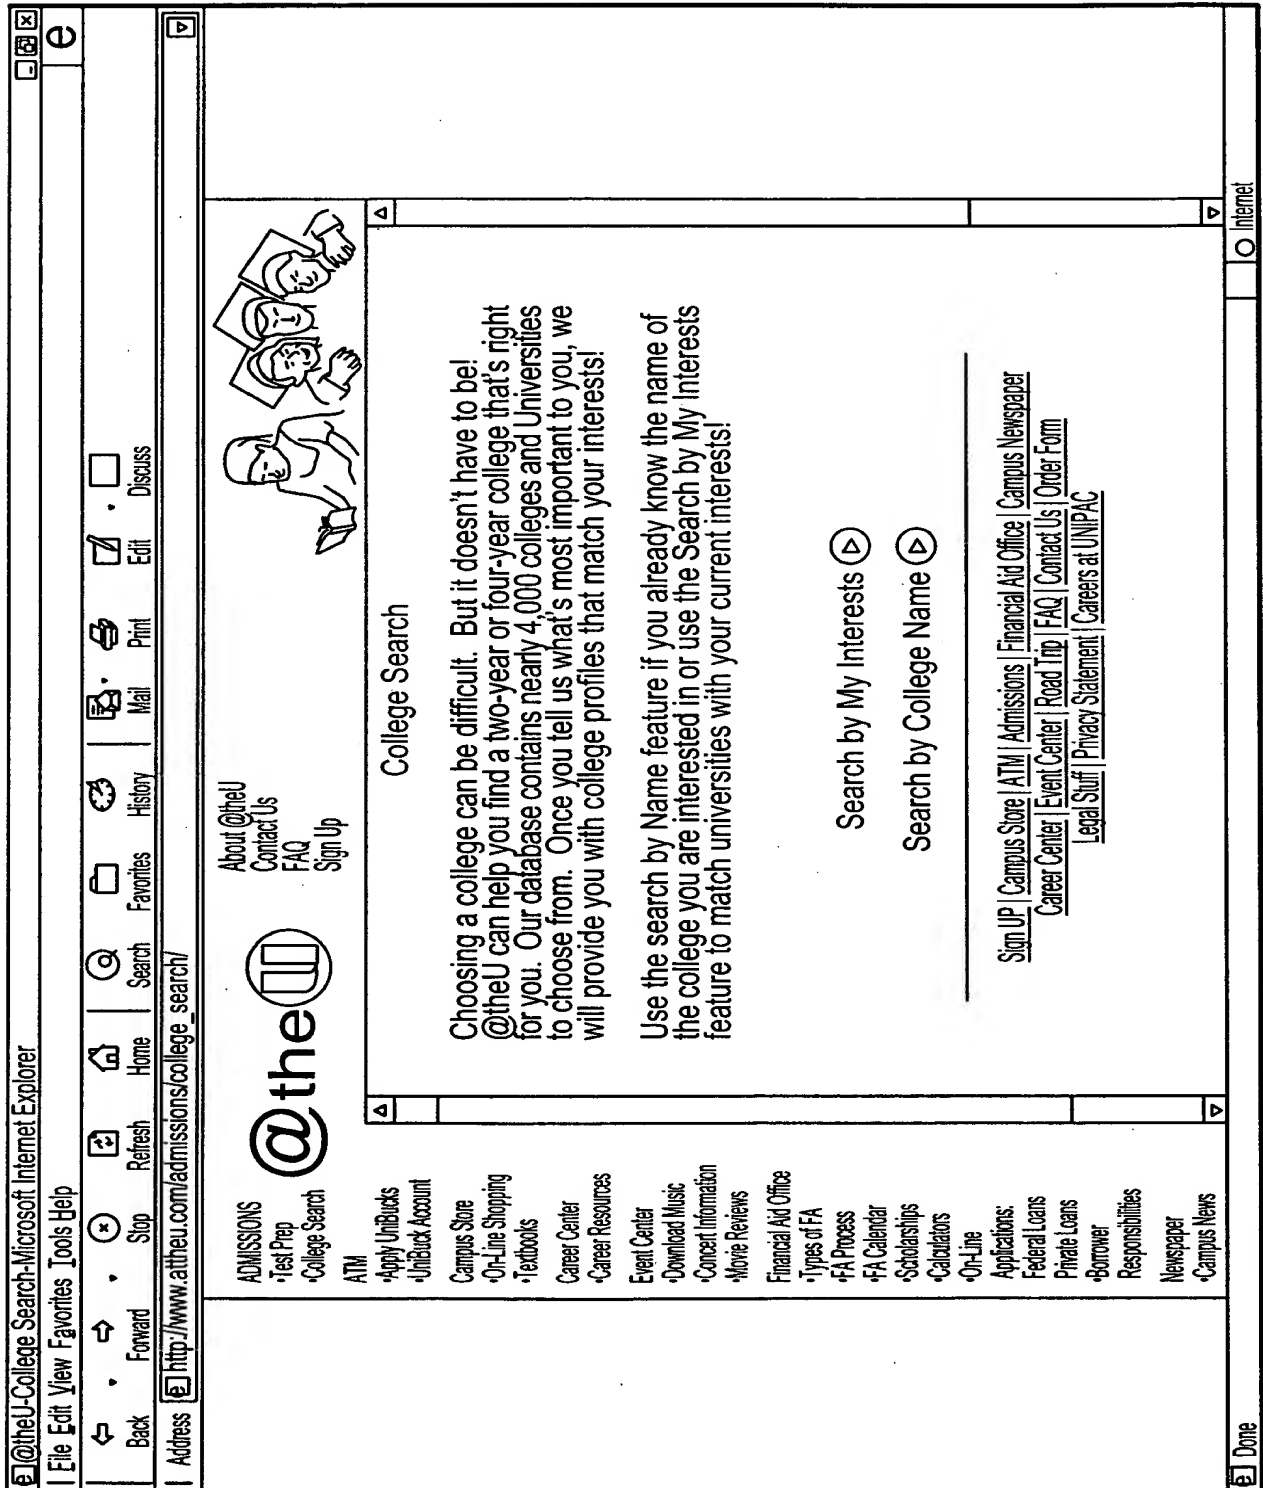 @theU-College Search-Microsoft Internet Explorer
File Edit View Favorites Tools Help
Back Forward Stop Refresh Home Search Favorites History Mail Print Edit Discuss
Address http://www.attheu.com/admissions/college_search/
@theU
About @theU
Contact Us
FAQ
Sign Up
ADMISSIONS
•Test Prep
•College Search
ATM
•Apply UniBucks
•UniBuck Account
Campus Store
•On-Line Shopping
•Textbooks
Career Center
•Career Resources
Event Center
•Download Music
•Concert Information
•Movie Reviews
Financial Aid Office
•Types of FA
•FA Process
•FA Calendar
•Scholarships
•Calculators
•On-Line
Applications:
Federal Loans
Private Loans
•Borrower
Responsibilities
Newspaper
•Campus News
College Search
Choosing a college can be difficult. But it doesn't have to be!
@theU can help you find a two-year or four-year college that's right
for you. Our database contains nearly 4,000 colleges and Universities
to choose from. Once you tell us what's most important to you, we
will provide you with college profiles that match your interests!
Use the search by Name feature if you already know the name of
the college you are interested in or use the Search by My Interests
feature to match universities with your current interests!
Search by My Interests
Search by College Name
Sign UP | Campus Store | ATM | Admissions | Financial Aid Office | Campus Newspaper
Career Center | Event Center | Road Trip | FAQ | Contact Us | Order Form
Legal Stuff | Privacy Statement | Careers at UNIPAC
Done Internet